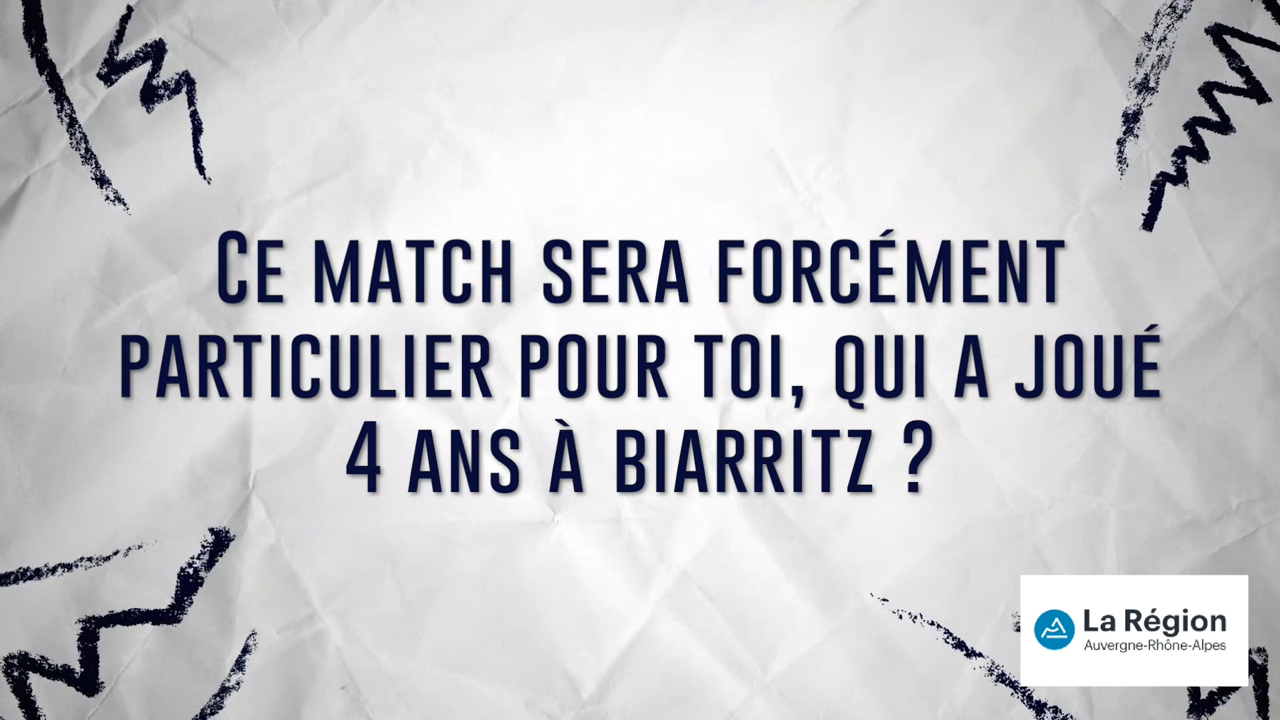 Ce match sera forcément
particulier pour toi, qui a joué
4 ans à biarritz ?
La Région
Auvergne-Rhône-Alpes